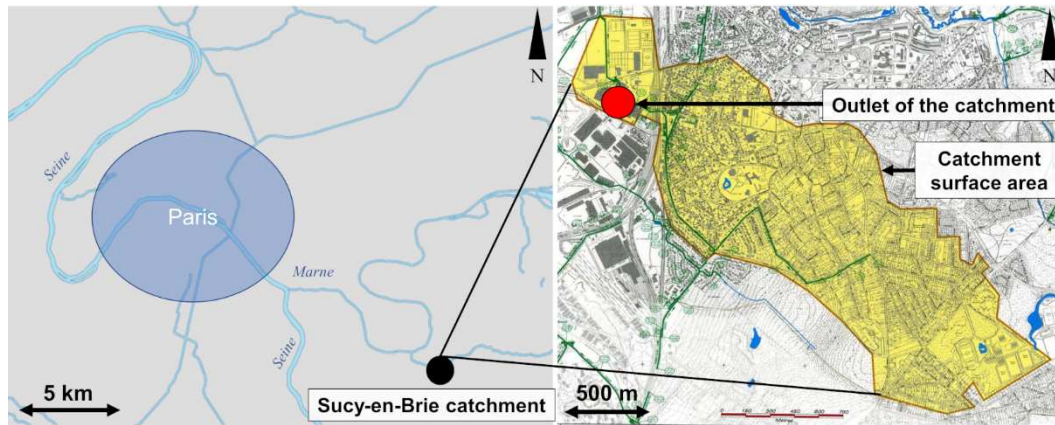 N
Seine
Paris
Marne
Seine
5 km
Sucy-en-Brie catchment
N
Outlet of the catchment
Catchment
surface area
500 m